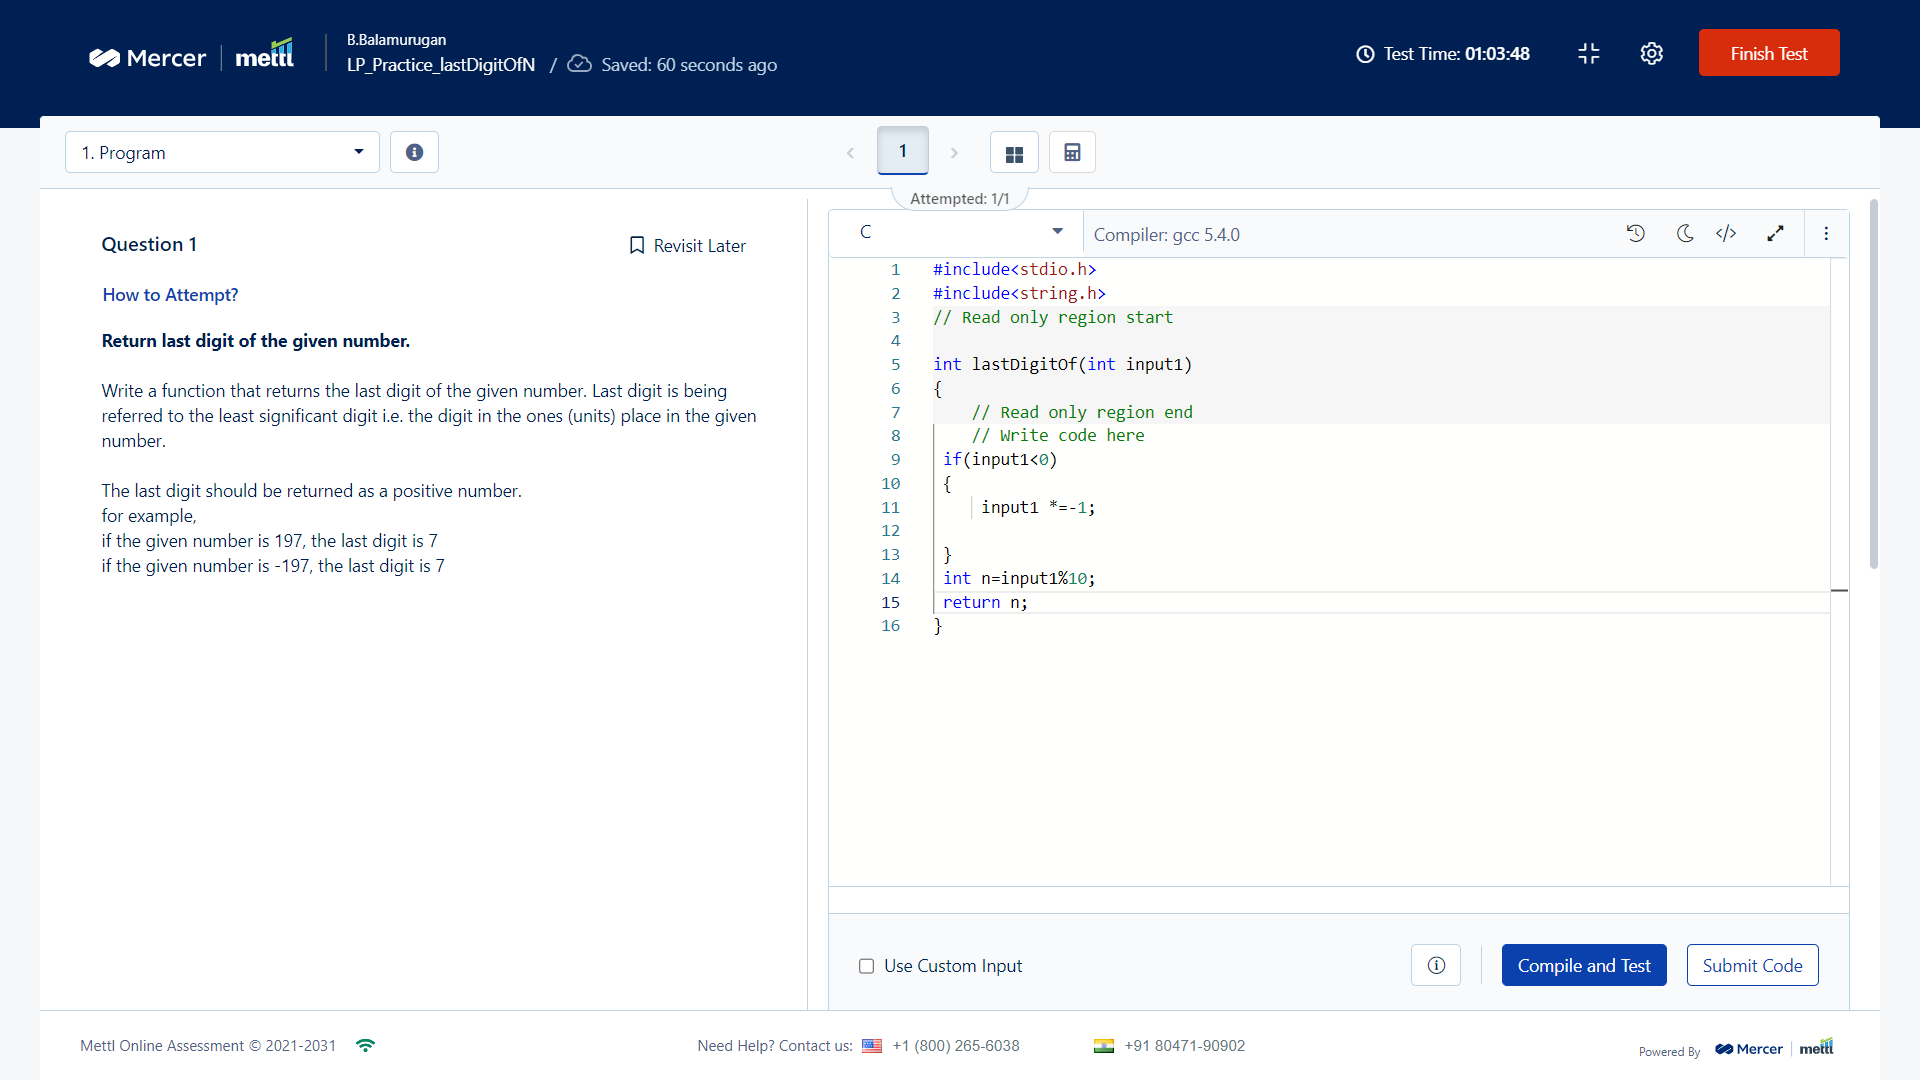 Mercer | mettl
B.Balamurugan
LP_Practice_lastDigitOfN / Saved: 60 seconds ago
Test Time: 01:03:48
Finish Test
1. Program
1
Attempted: 1/1
Question 1
Revisit Later
How to Attempt?
Return last digit of the given number.
Write a function that returns the last digit of the given number. Last digit is being
referred to the least significant digit i.e. the digit in the ones (units) place in the given
number.
The last digit should be returned as a positive number.
for example,
if the given number is 197, the last digit is 7
if the given number is -197, the last digit is 7
C
Compiler: gcc 5.4.0
1 #include<stdio.h>
2 #include<string.h>
3 // Read only region start
4
5 int lastDigitOf(int input1)
6 {
7 // Read only region end
8 // Write code here
9 if(input1<0)
10 {
11 input1 *=-1;
12
13 }
14 int n=input1%10;
15 return n;
16 }
Use Custom Input
Compile and Test
Submit Code
Mettl Online Assessment © 2021-2031
Need Help? Contact us: +1 (800) 265-6038
+91 80471-90902
Powered By Mercer | mettl